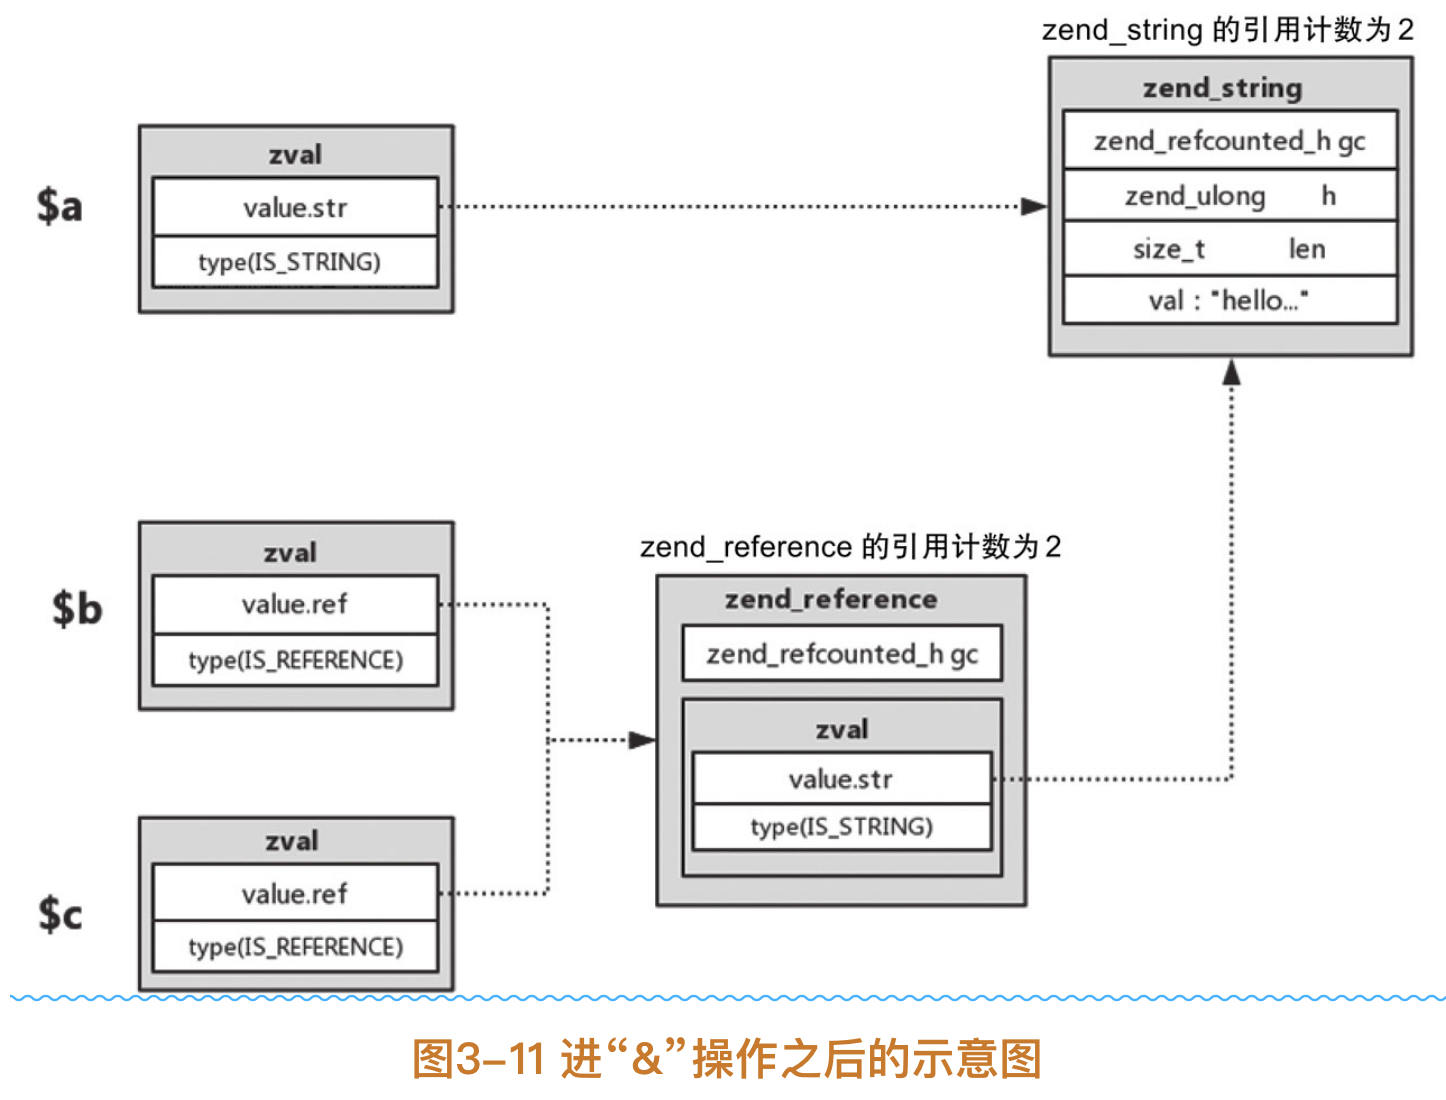 zend_string 的引用计数为2
zend_string
zend_refcounted_h gc
zend_ulong h
size_t len
val : "hello..."
$a
zval
value.str
type(IS_STRING)
$b
zval
value.ref
type(IS_REFERENCE)
zend_reference 的引用计数为2
zend_reference
zend_refcounted_h gc
zval
value.str
type(IS_STRING)
$c
zval
value.ref
type(IS_REFERENCE)
图3-11 进“&”操作之后的示意图